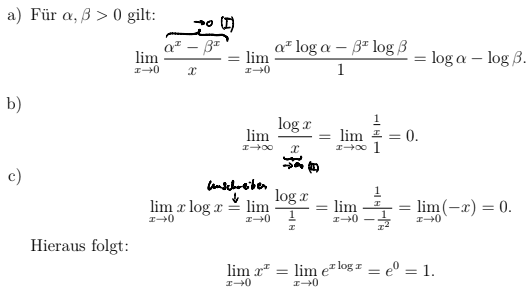 a) Für α, β > 0 gilt:
→0 (I)
lim_{x→0} (α^x − β^x)/x = lim_{x→0} (α^x log α − β^x log β)/1 = log α − log β.
b)
lim_{x→∞} (log x)/x = lim_{x→∞} (1/x)/1 = 0.
→∞ (II)
c)
umschreiben
↓
lim_{x→0} x log x = lim_{x→0} (log x)/(1/x) = lim_{x→0} (1/x)/(−1/x²) = lim_{x→0} (−x) = 0.
Hieraus folgt:
lim_{x→0} x^x = lim_{x→0} e^{x log x} = e^0 = 1.